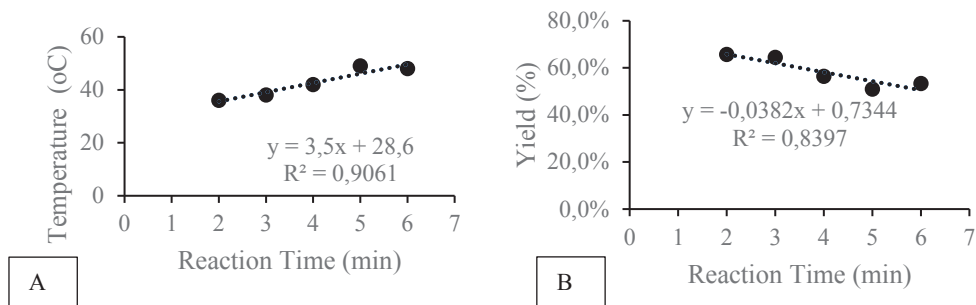 Temperature (oC)
60
40
20
0
y = 3,5x + 28,6
R² = 0,9061
0 1 2 3 4 5 6 7
Reaction Time (min)
A
Yield (%)
80,0%
60,0%
40,0%
20,0%
0,0%
y = -0,0382x + 0,7344
R² = 0,8397
0 1 2 3 4 5 6 7
Reaction Time (min)
B